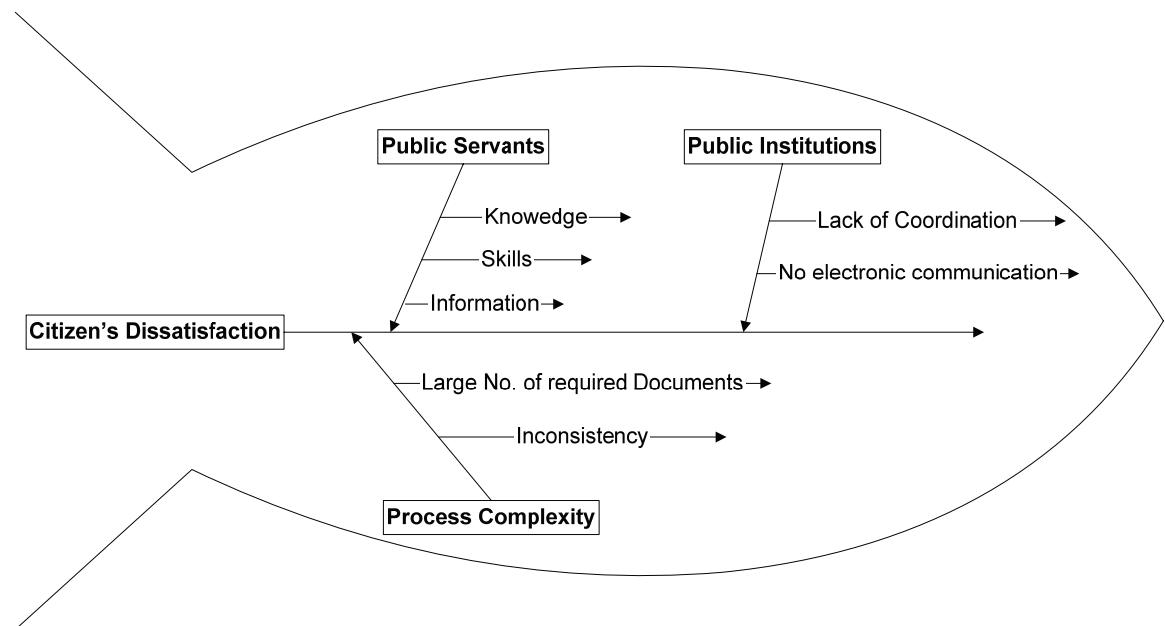 Public Servants
Knowedge
Skills
Information
Public Institutions
Lack of Coordination
No electronic communication
Citizen’s Dissatisfaction
Large No. of required Documents
Inconsistency
Process Complexity